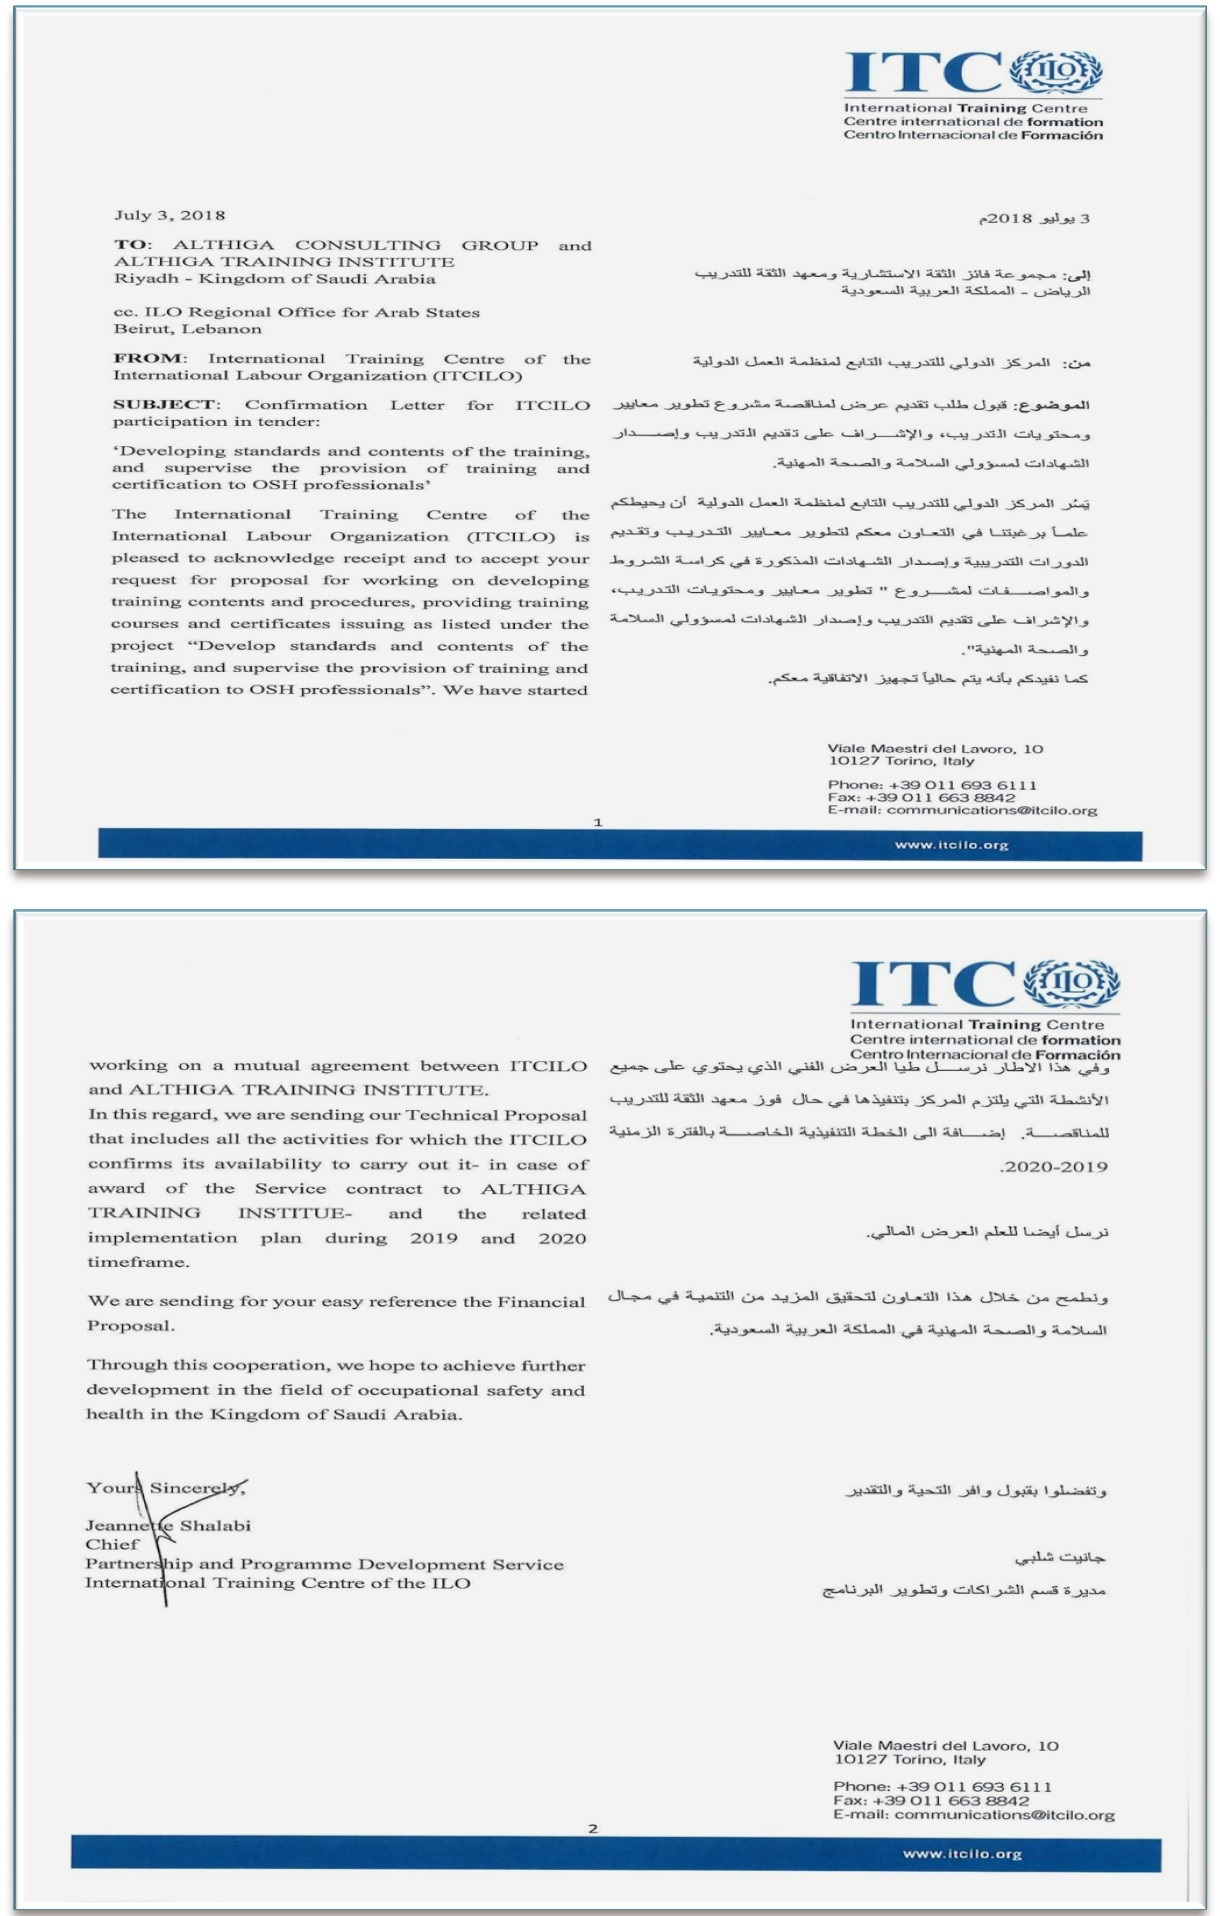 ITC ILO
International Training Centre
Centre international de formation
Centro Internacional de Formación
July 3, 2018
TO: ALTHIGA CONSULTING GROUP and
ALTHIGA TRAINING INSTITUTE
Riyadh - Kingdom of Saudi Arabia
cc. ILO Regional Office for Arab States
Beirut, Lebanon
FROM: International Training Centre of the
International Labour Organization (ITCILO)
SUBJECT: Confirmation Letter for ITCILO
participation in tender:
‘Developing standards and contents of the training,
and supervise the provision of training and
certification to OSH professionals’
The International Training Centre of the
International Labour Organization (ITCILO) is
pleased to acknowledge receipt and to accept your
request for proposal for working on developing
training contents and procedures, providing training
courses and certificates issuing as listed under the
project “Develop standards and contents of the
training, and supervise the provision of training and
certification to OSH professionals”. We have started
3 يوليو 2018م
إلى: مجموعة فائز الثقة الاستشارية ومعهد الثقة للتدريب
الرياض - المملكة العربية السعودية
من: المركز الدولي للتدريب التابع لمنظمة العمل الدولية
الموضوع: قبول طلب تقديم عرض لمناقصة مشروع تطوير معايير
ومحتويات التدريب، والإشراف على تقديم التدريب وإصدار
الشهادات لمسؤولي السلامة والصحة المهنية.
يَسُر المركز الدولي للتدريب التابع لمنظمة العمل الدولية أن يحيطكم
علماً برغبتنا في التعاون معكم لتطوير معايير التدريب وتقديم
الدورات التدريبية وإصدار الشهادات المذكورة في كراسة الشروط
والمواصفات لمشروع " تطوير معايير ومحتويات التدريب،
والإشراف على تقديم التدريب وإصدار الشهادات لمسؤولي السلامة
والصحة المهنية".
كما نفيدكم بأنه يتم حالياً تجهيز الاتفاقية معكم.
Viale Maestri del Lavoro, 10
10127 Torino, Italy
Phone: +39 011 693 6111
Fax: +39 011 663 8842
E-mail: communications@itcilo.org
1
www.itcilo.org
ITC ILO
International Training Centre
Centre international de formation
Centro Internacional de Formación
working on a mutual agreement between ITCILO
and ALTHIGA TRAINING INSTITUTE.
In this regard, we are sending our Technical Proposal
that includes all the activities for which the ITCILO
confirms its availability to carry out it- in case of
award of the Service contract to ALTHIGA
TRAINING INSTITUE- and the related
implementation plan during 2019 and 2020
timeframe.
We are sending for your easy reference the Financial
Proposal.
Through this cooperation, we hope to achieve further
development in the field of occupational safety and
health in the Kingdom of Saudi Arabia.
Yours Sincerely,
Jeannette Shalabi
Chief
Partnership and Programme Development Service
International Training Centre of the ILO
وفي هذا الاطار نرسل طيا العرض الفني الذي يحتوي على جميع
الأنشطة التي يلتزم المركز بتنفيذها في حال فوز معهد الثقة للتدريب
للمناقصة. إضافة الى الخطة التنفيذية الخاصة بالفترة الزمنية
2019-2020.
نرسل أيضا للعلم العرض المالي.
ونطمح من خلال هذا التعاون لتحقيق المزيد من التنمية في مجال
السلامة والصحة المهنية في المملكة العربية السعودية.
وتفضلوا بقبول وافر التحية والتقدير
جانيت شلبي
مديرة قسم الشراكات وتطوير البرنامج
Viale Maestri del Lavoro, 10
10127 Torino, Italy
Phone: +39 011 693 6111
Fax: +39 011 663 8842
E-mail: communications@itcilo.org
2
www.itcilo.org